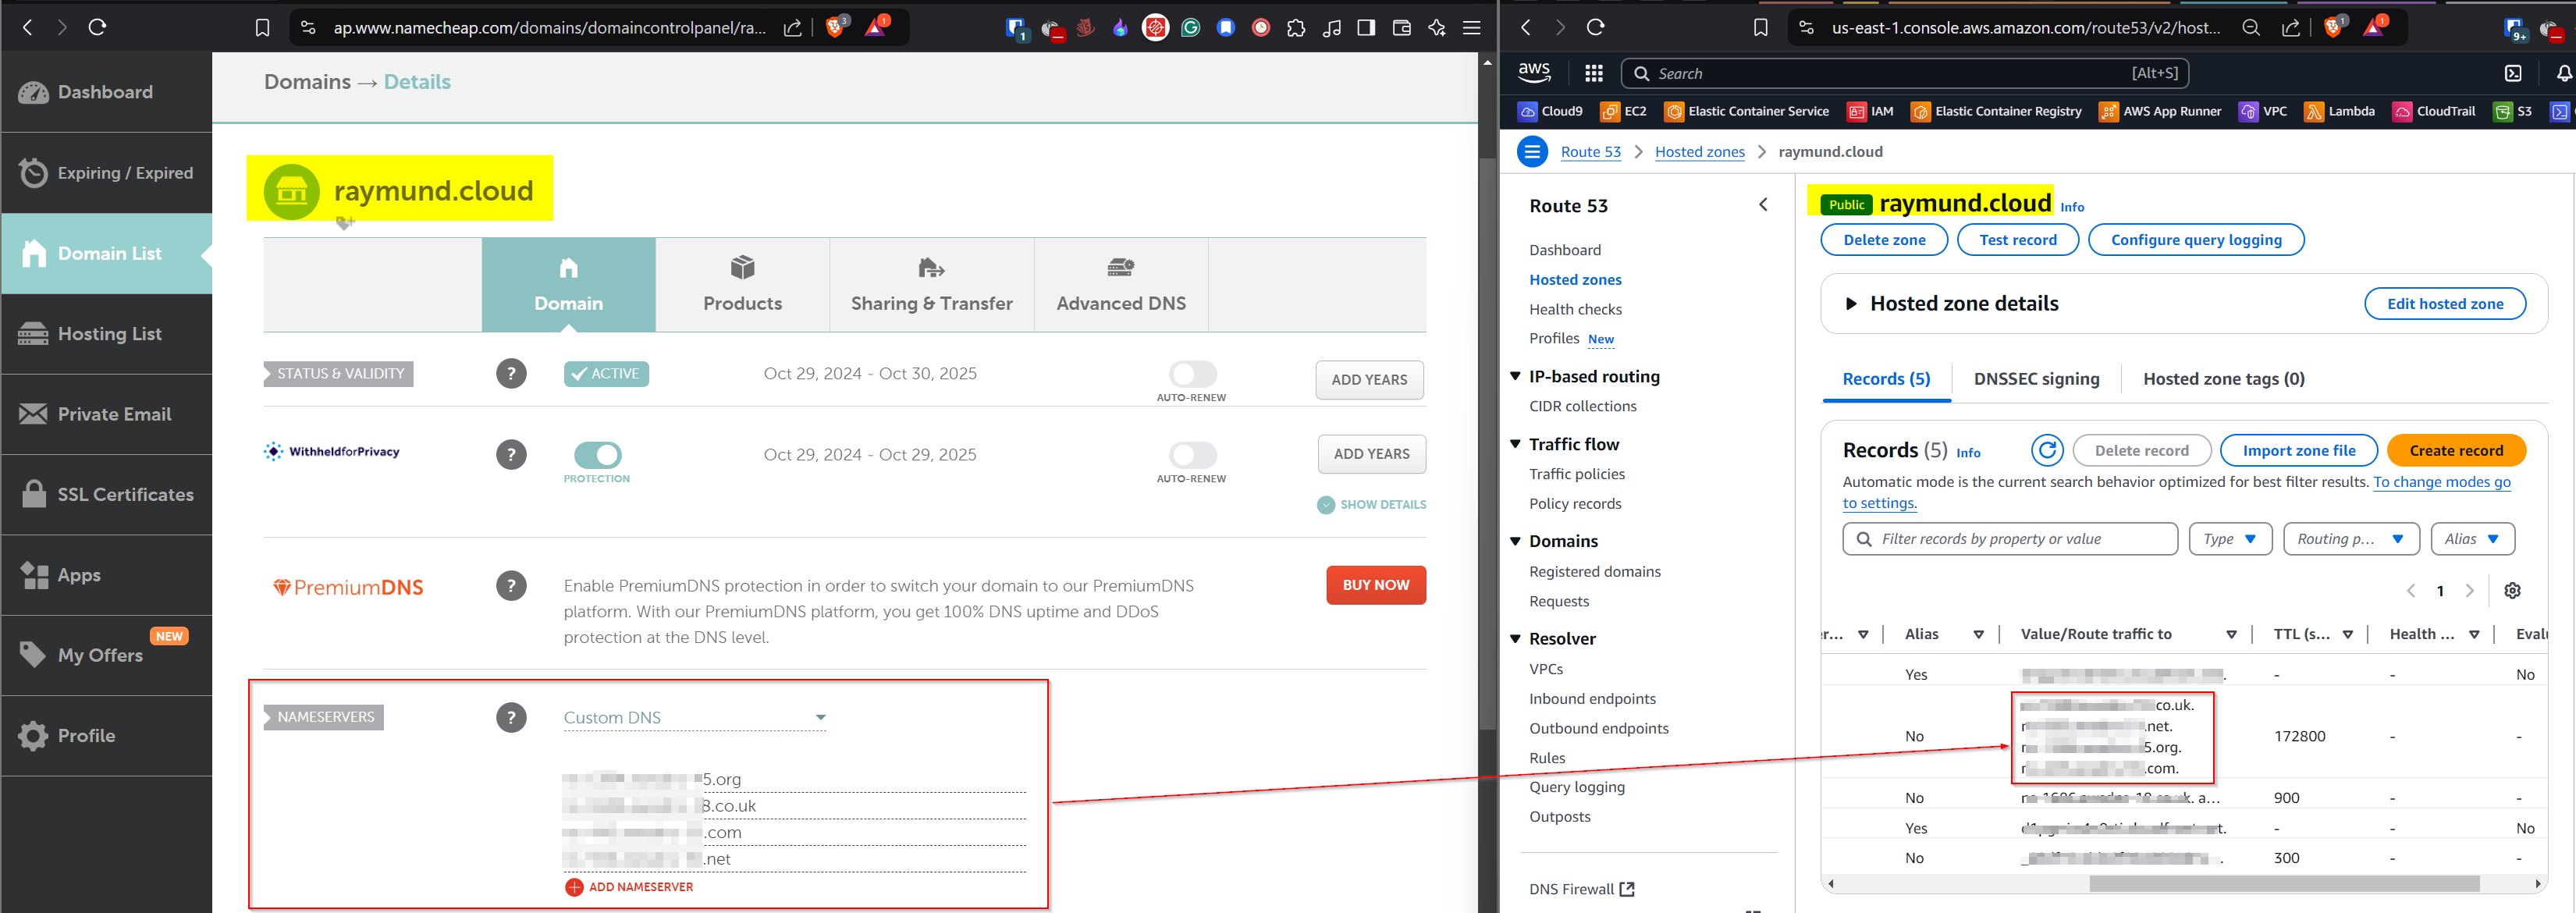 ap.www.namecheap.com/domains/domaincontrolpanel/ra...
3
1
1
Dashboard
Expiring / Expired
Domain List
Hosting List
Private Email
SSL Certificates
Apps
NEW
My Offers
Profile
Domains → Details
raymund.cloud
Domain
Products
Sharing & Transfer
Advanced DNS
STATUS & VALIDITY
?
ACTIVE
Oct 29, 2024 - Oct 30, 2025
AUTO-RENEW
ADD YEARS
WithheldforPrivacy
?
PROTECTION
Oct 29, 2024 - Oct 29, 2025
AUTO-RENEW
ADD YEARS
SHOW DETAILS
PremiumDNS
?
Enable PremiumDNS protection in order to switch your domain to our PremiumDNS
platform. With our PremiumDNS platform, you get 100% DNS uptime and DDoS
protection at the DNS level.
BUY NOW
NAMESERVERS
?
Custom DNS
5.org
8.co.uk
.com
.net
ADD NAMESERVER
us-east-1.console.aws.amazon.com/route53/v2/host...
1
1
9+
aws
Search
[Alt+S]
Cloud9
EC2
Elastic Container Service
IAM
Elastic Container Registry
AWS App Runner
VPC
Lambda
CloudTrail
S3
Route 53 > Hosted zones > raymund.cloud
Route 53
Dashboard
Hosted zones
Health checks
Profiles New
IP-based routing
CIDR collections
Traffic flow
Traffic policies
Policy records
Domains
Registered domains
Requests
Resolver
VPCs
Inbound endpoints
Outbound endpoints
Rules
Query logging
Outposts
DNS Firewall
Public raymund.cloud Info
Delete zone
Test record
Configure query logging
Hosted zone details
Edit hosted zone
Records (5)
DNSSEC signing
Hosted zone tags (0)
Records (5) Info
Delete record
Import zone file
Create record
Automatic mode is the current search behavior optimized for best filter results. To change modes go
to settings.
Filter records by property or value
Type
Routing p...
Alias
1
r...
Alias
Value/Route traffic to
TTL (s...
Health ...
Evalu
Yes . - - No
co.uk.
.net.
No 5.org. 172800 - -
.com.
No a... 900 - -
Yes t. - - No
No . 300 - -